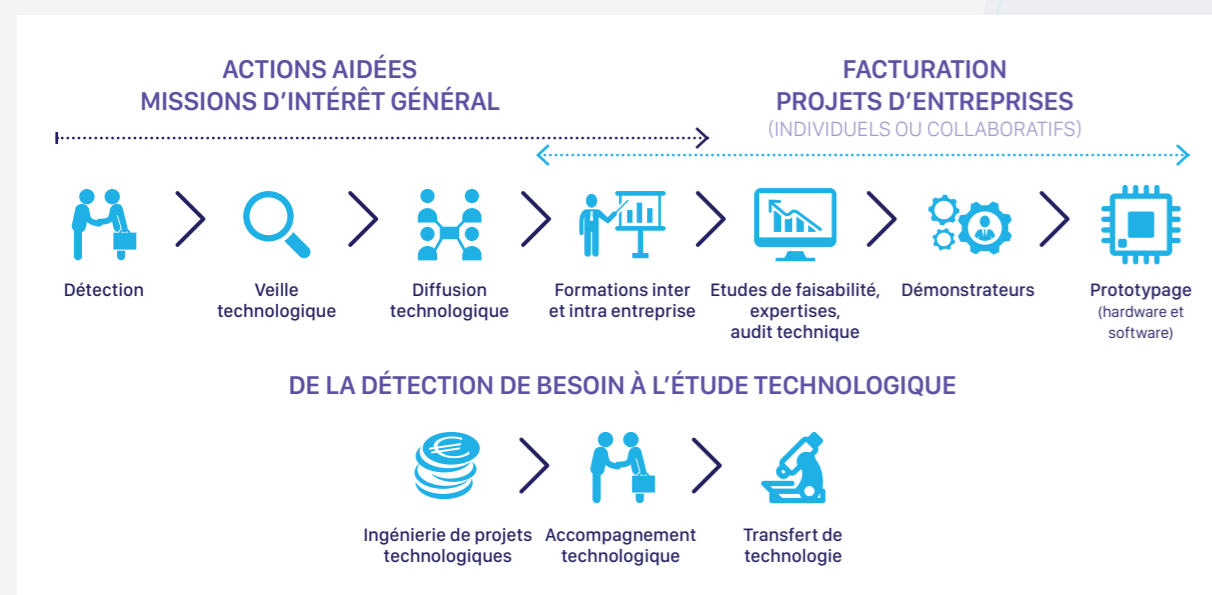 ACTIONS AIDÉES
MISSIONS D'INTÉRÊT GÉNÉRAL
FACTURATION
PROJETS D'ENTREPRISES
(INDIVIDUELS OU COLLABORATIFS)
Détection
Veille
technologique
Diffusion
technologique
Formations inter
et intra entreprise
Etudes de faisabilité,
expertises,
audit technique
Démonstrateurs
Prototypage
(hardware et
software)
DE LA DÉTECTION DE BESOIN À L'ÉTUDE TECHNOLOGIQUE
€
Ingénierie de projets
technologiques
Accompagnement
technologique
Transfert de
technologie